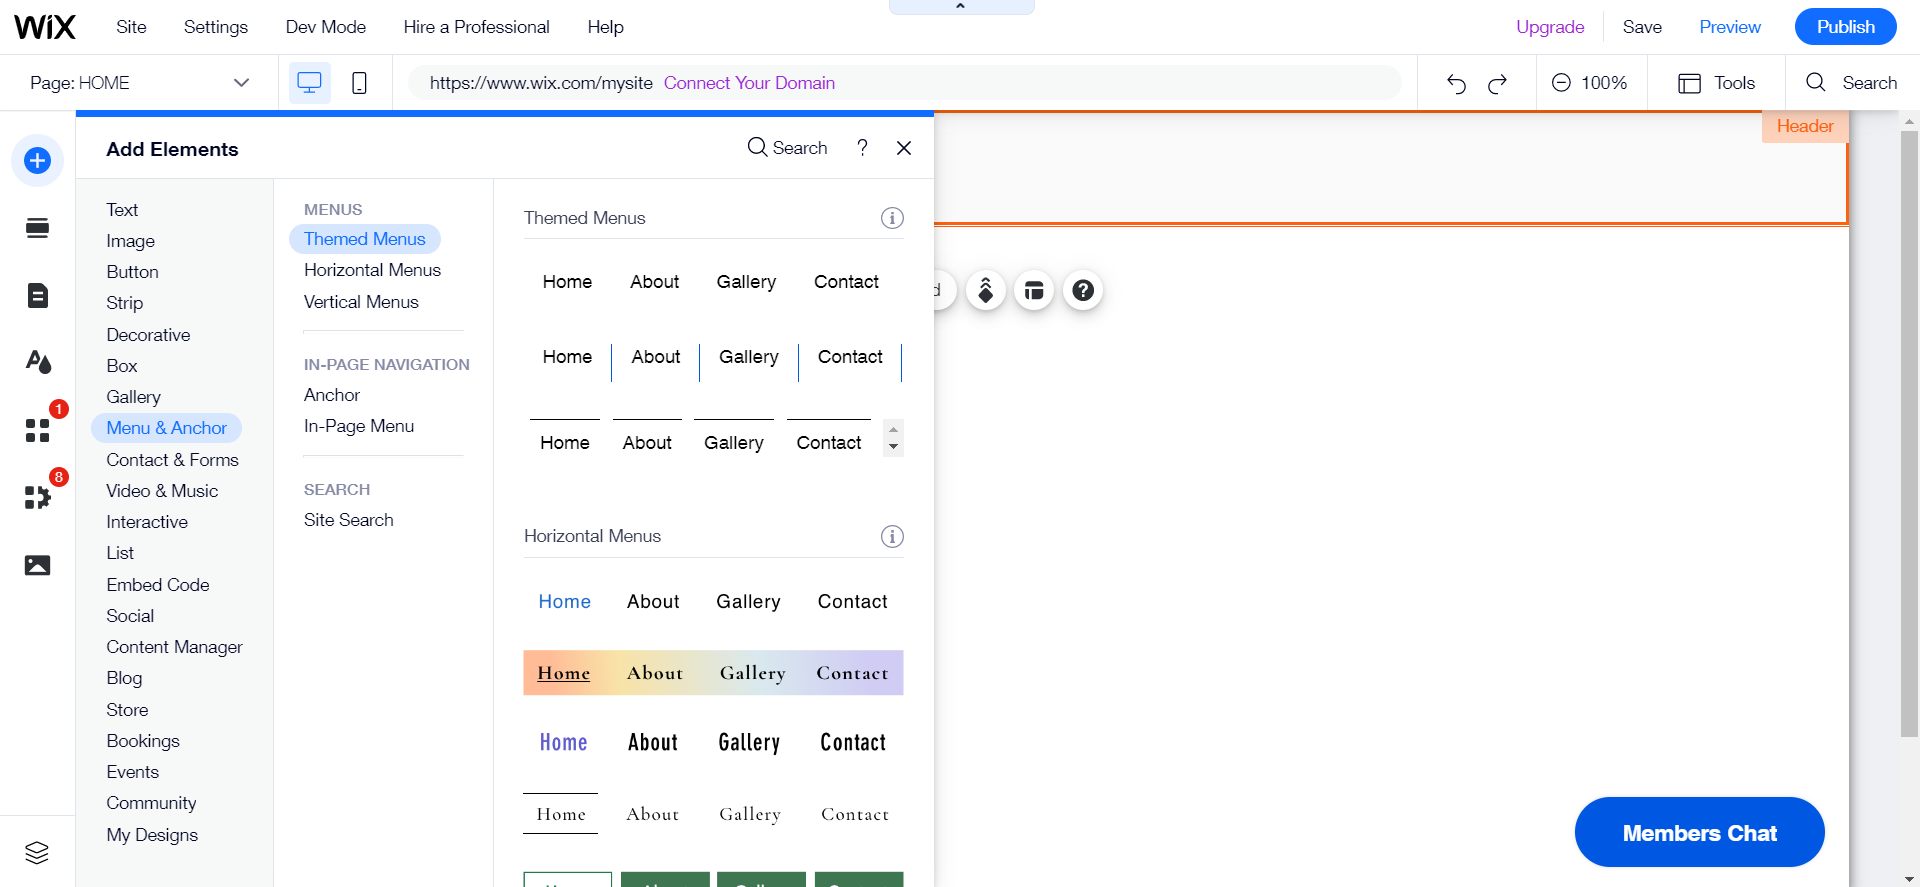 WiX Site Settings Dev Mode Hire a Professional Help Upgrade Save Preview Publish
Page: HOME https://www.wix.com/mysite Connect Your Domain 100% Tools Search
Header
Add Elements Search ?
Text
Image
Button
Strip
Decorative
Box
Gallery
Menu & Anchor
Contact & Forms
Video & Music
Interactive
List
Embed Code
Social
Content Manager
Blog
Store
Bookings
Events
Community
My Designs
1
8
MENUS
Themed Menus
Horizontal Menus
Vertical Menus
IN-PAGE NAVIGATION
Anchor
In-Page Menu
SEARCH
Site Search
Themed Menus
Home About Gallery Contact
Home About Gallery Contact
Home About Gallery Contact
Horizontal Menus
Home About Gallery Contact
Home About Gallery Contact
Home About Gallery Contact
Home About Gallery Contact
d
?
Members Chat